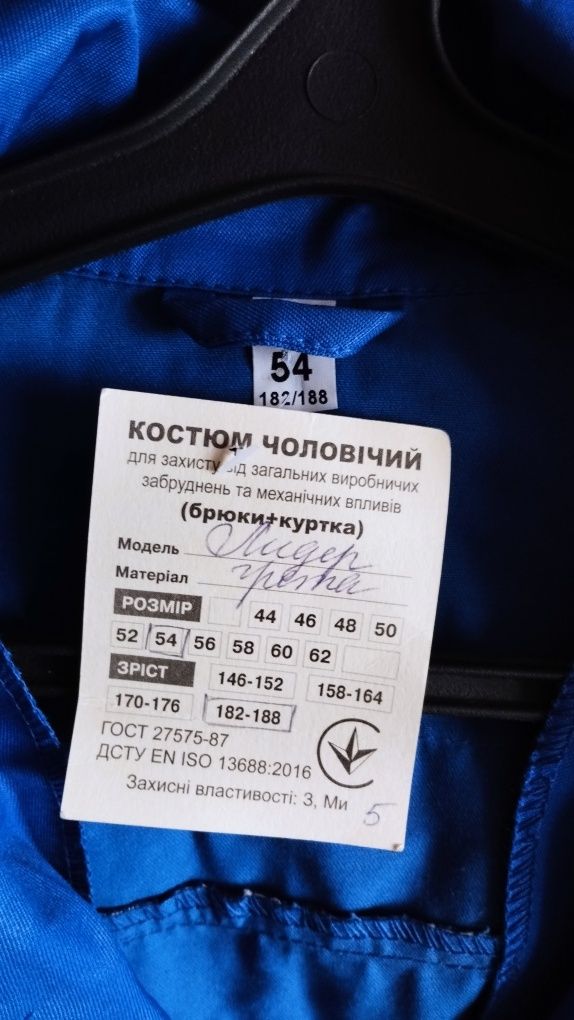 54
182/188
КОСТЮМ ЧОЛОВІЧИЙ
для захисту від загальних виробничих
забруднень та механічних впливів
(брюки+куртка)
Модель Лидер
Матеріал грета
РОЗМІР 44 46 48 50
52 54 56 58 60 62
ЗРІСТ 146-152 158-164
170-176 182-188
ГОСТ 27575-87
ДСТУ EN ISO 13688:2016
Захисні властивості: З, Ми 5